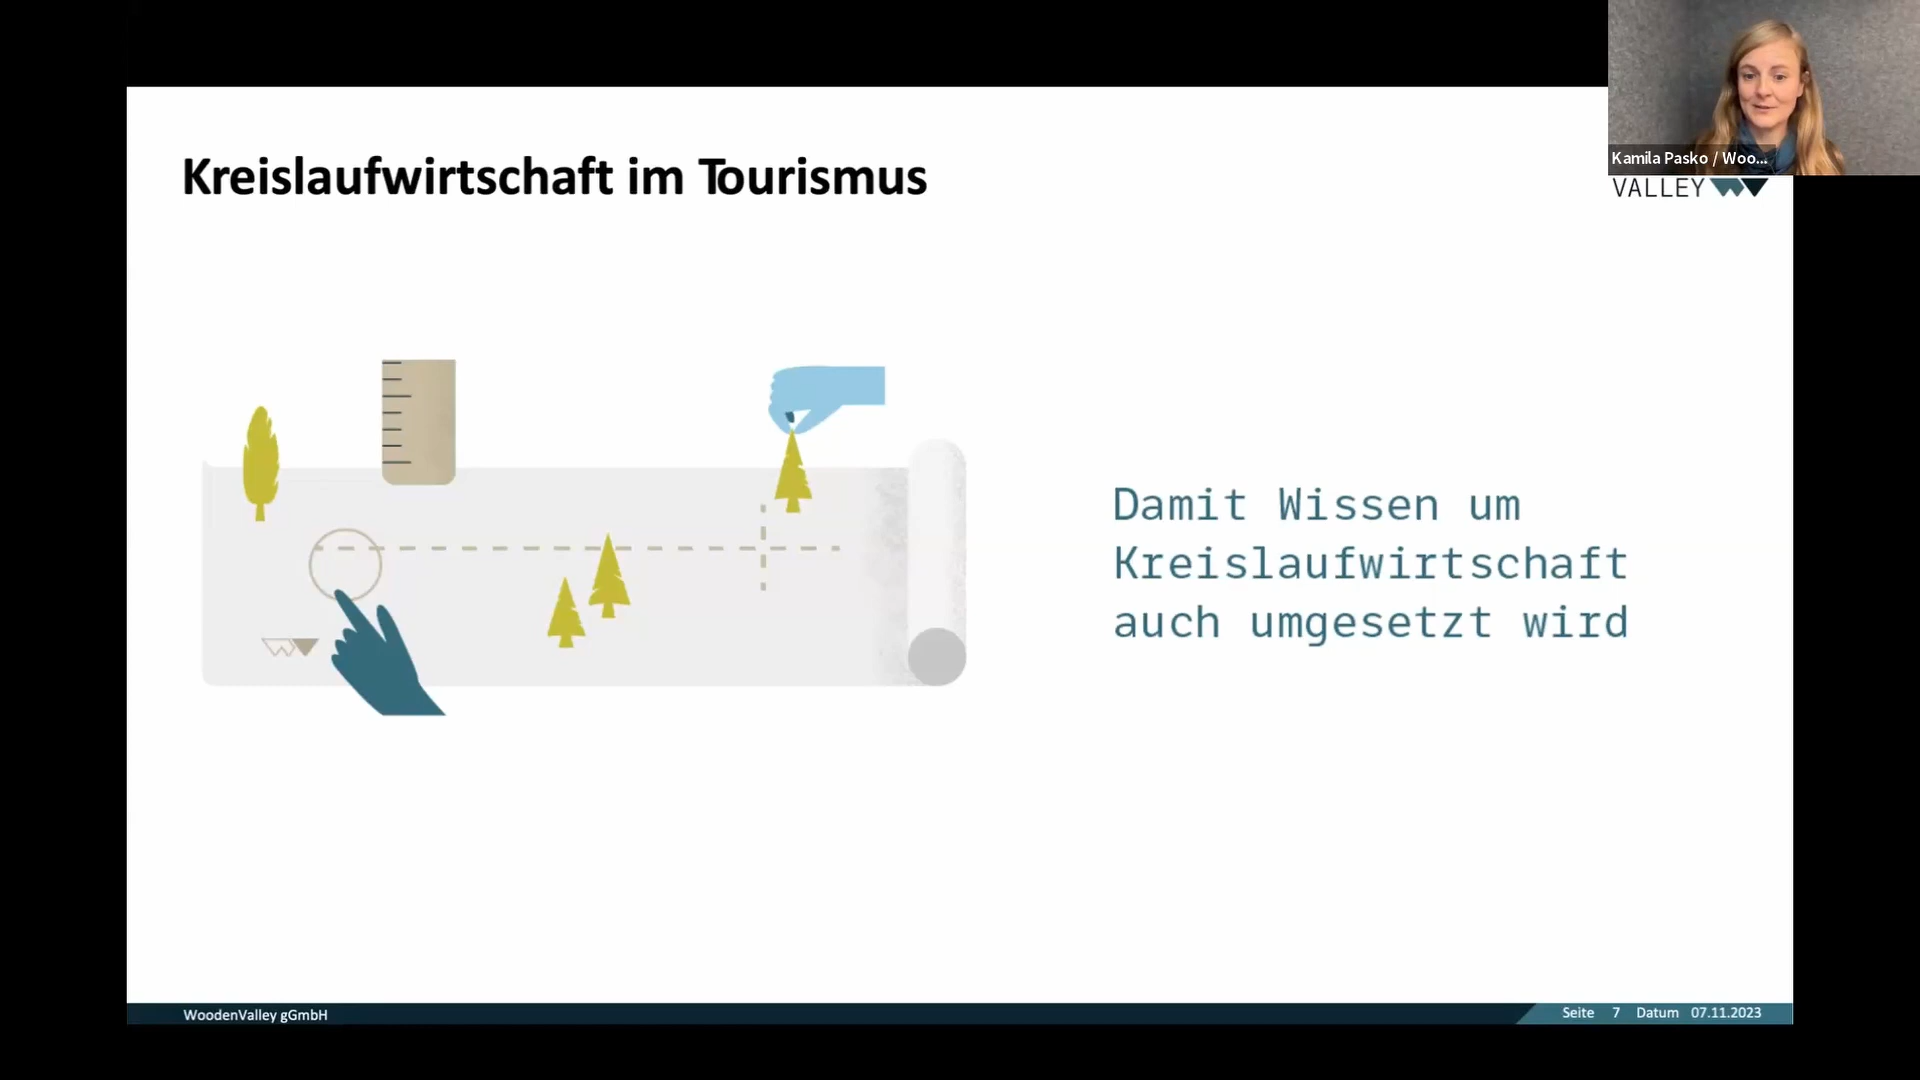 Kamila Pasko / Woo...
Kreislaufwirtschaft im Tourismus
VALLEY
Damit Wissen um
Kreislaufwirtschaft
auch umgesetzt wird
WoodenValley gGmbH
Seite 7 Datum 07.11.2023